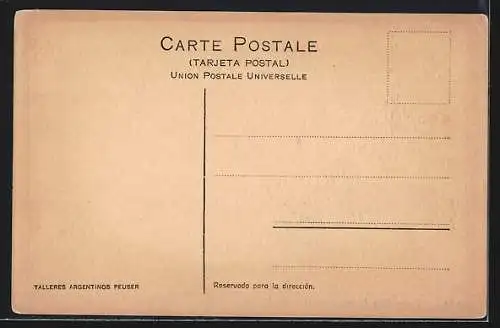 CARTE POSTALE
(TARJETA POSTAL)
UNION POSTALE UNIVERSELLE
TALLERES ARGENTINOS PEUSER
Reservado para la dirección.